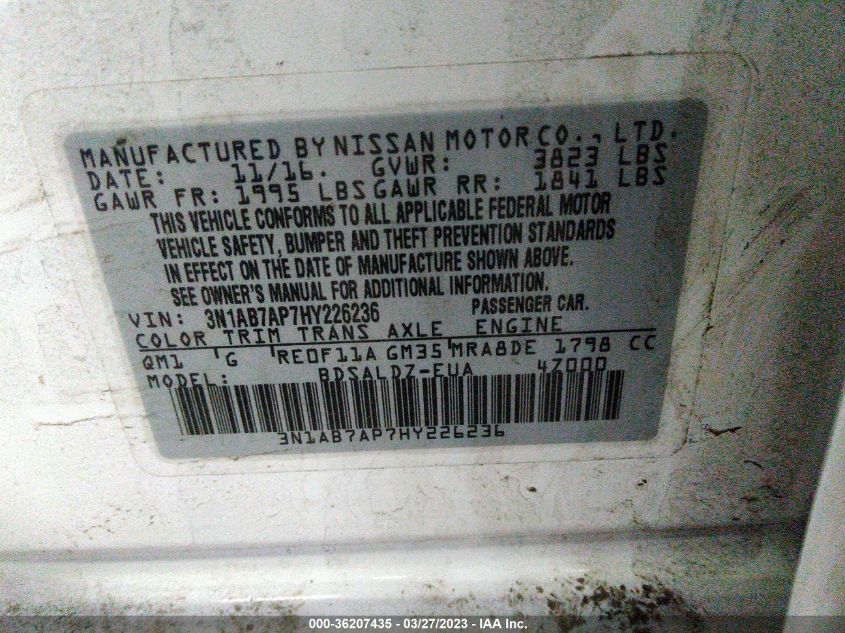 MANUFACTURED BY NISSAN MOTOR CO., LTD.
DATE: 11/16. GVWR: 3823 LBS
GAWR FR: 1995 LBS GAWR RR: 1841 LBS
THIS VEHICLE CONFORMS TO ALL APPLICABLE FEDERAL MOTOR
VEHICLE SAFETY, BUMPER AND THEFT PREVENTION STANDARDS
IN EFFECT ON THE DATE OF MANUFACTURE SHOWN ABOVE.
SEE OWNER'S MANUAL FOR ADDITIONAL INFORMATION.
VIN: 3N1AB7AP7HY226236 PASSENGER CAR.
COLOR TRIM TRANS AXLE ENGINE
QM1 G RE0F11A GM35 MRA8DE 1798 CC
MODEL: BDSALDZ-EUA 4Z000
3N1AB7AP7HY226236
000-36207435 - 03/27/2023 - IAA Inc.